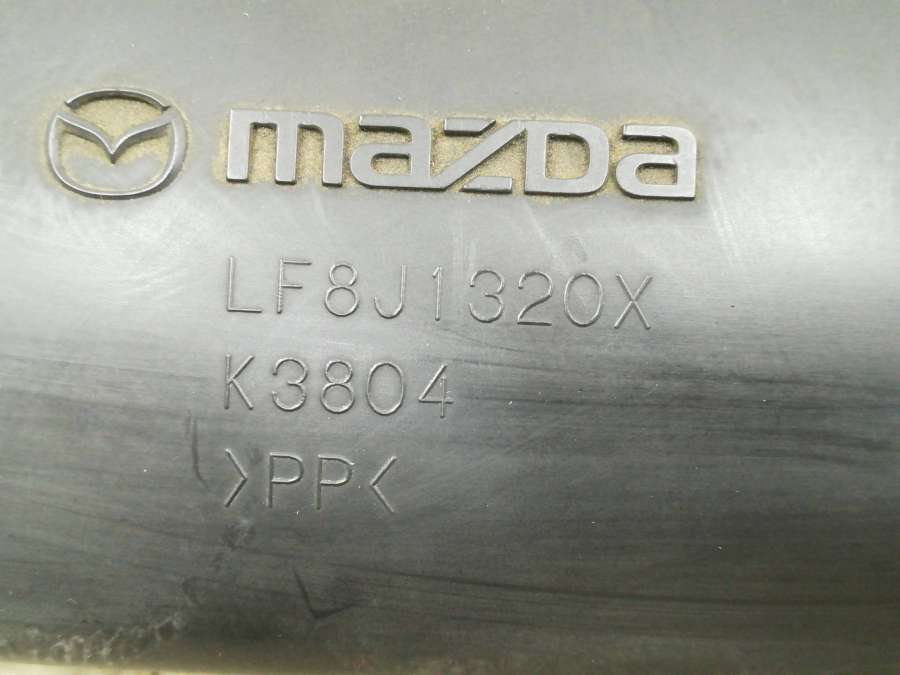 mazda
LF8J1320X
K3804
>PP<